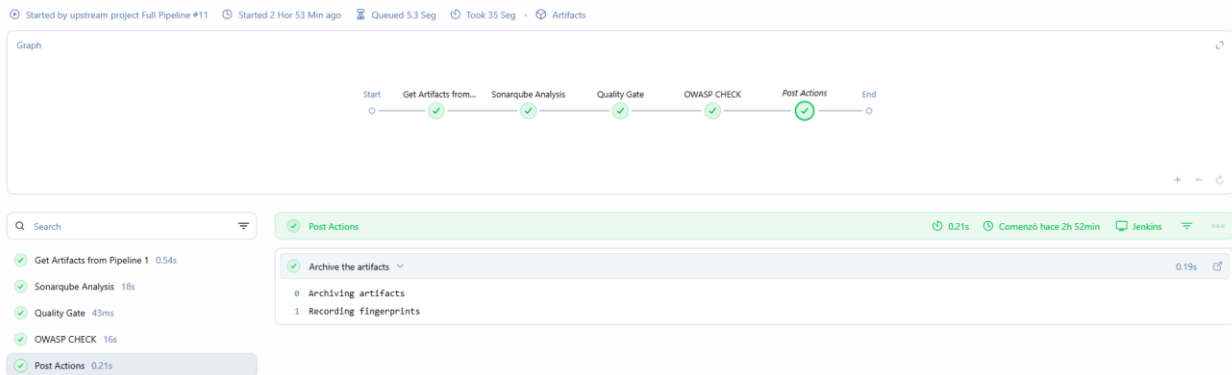 Started by upstream project Full Pipeline #11 Started 2 Hor 53 Min ago Queued 5.3 Seg Took 35 Seg · Artifacts
Graph
Start Get Artifacts from... Sonarqube Analysis Quality Gate OWASP CHECK Post Actions End
Search
Get Artifacts from Pipeline 1 0.54s
Sonarqube Analysis 18s
Quality Gate 43ms
OWASP CHECK 16s
Post Actions 0.21s
Post Actions 0.21s Comenzó hace 2h 52min Jenkins
Archive the artifacts 0.19s
0 Archiving artifacts
1 Recording fingerprints